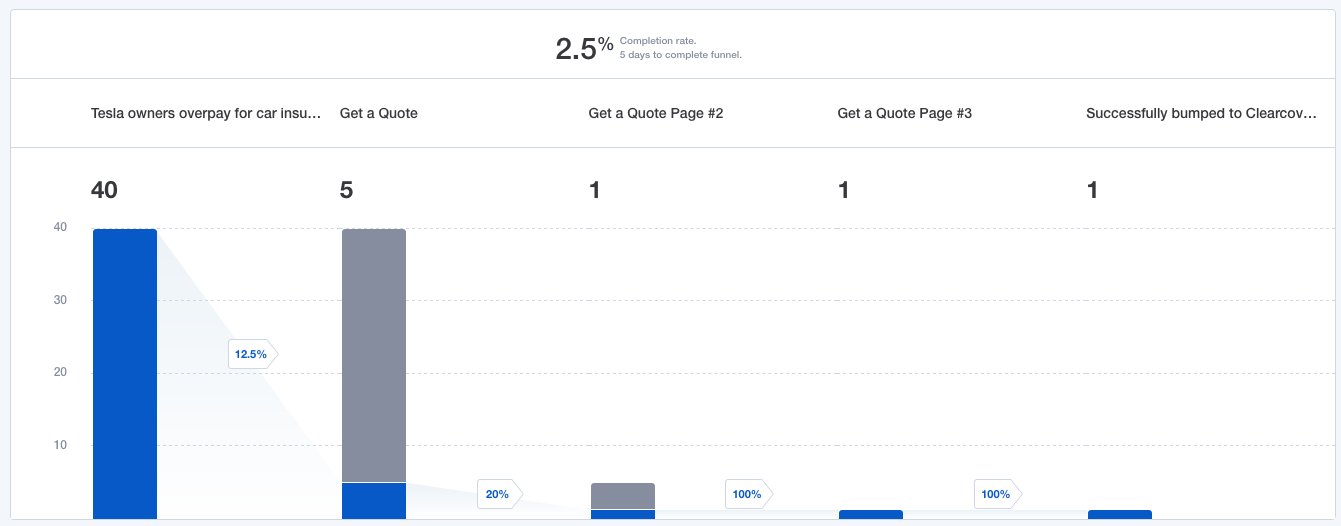 2.5%
Completion rate.
5 days to complete funnel.
Tesla owners overpay for car insu... Get a Quote Get a Quote Page #2 Get a Quote Page #3 Successfully bumped to Clearcov...
40 5 1 1 1
40
30
12.5%
20
10
20% 100% 100%